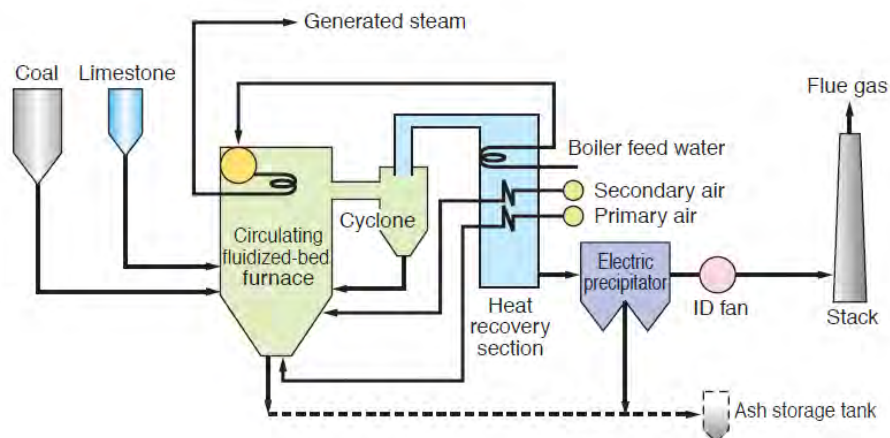 Generated steam
Coal
Limestone
Flue gas
Boiler feed water
Secondary air
Primary air
Cyclone
Circulating
fluidized-bed
furnace
Electric
precipitator
Heat
recovery
section
ID fan
Stack
Ash storage tank